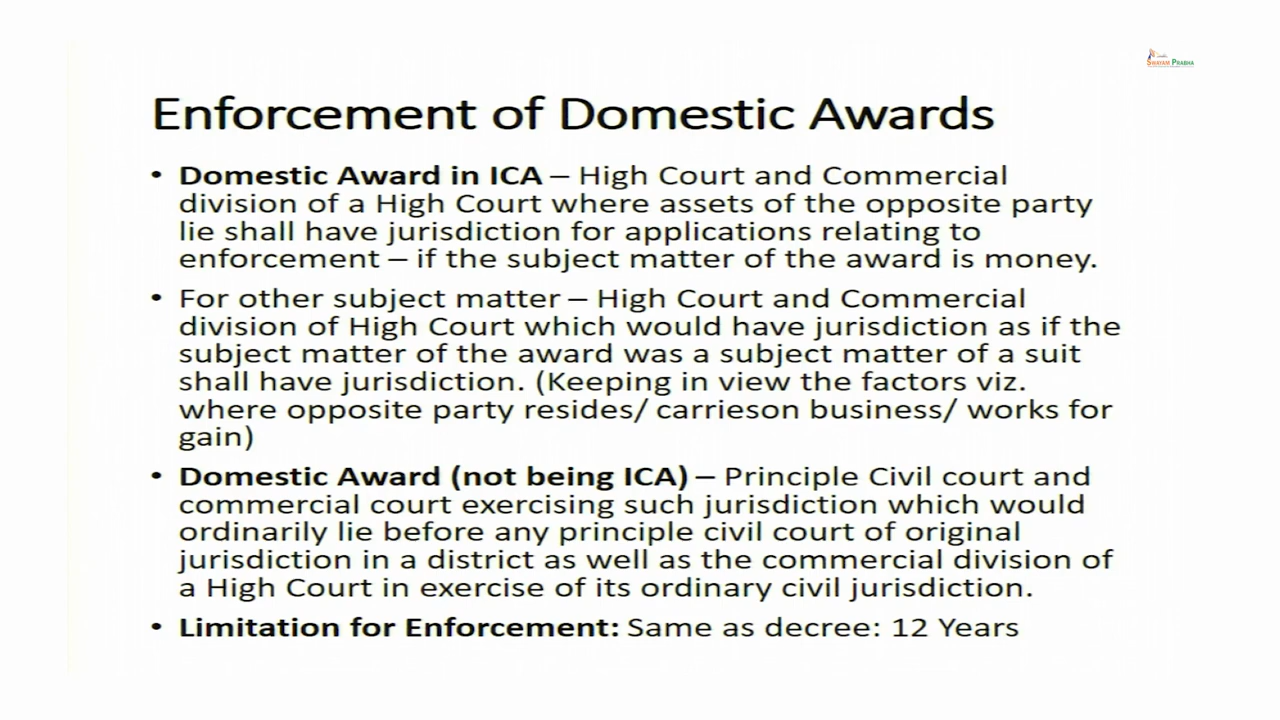 SWAYAM PRABHA
Enforcement of Domestic Awards
• Domestic Award in ICA – High Court and Commercial
division of a High Court where assets of the opposite party
lie shall have jurisdiction for applications relating to
enforcement – if the subject matter of the award is money.
• For other subject matter – High Court and Commercial
division of High Court which would have jurisdiction as if the
subject matter of the award was a subject matter of a suit
shall have jurisdiction. (Keeping in view the factors viz.
where opposite party resides/ carrieson business/ works for
gain)
• Domestic Award (not being ICA) – Principle Civil court and
commercial court exercising such jurisdiction which would
ordinarily lie before any principle civil court of original
jurisdiction in a district as well as the commercial division of
a High Court in exercise of its ordinary civil jurisdiction.
• Limitation for Enforcement: Same as decree: 12 Years